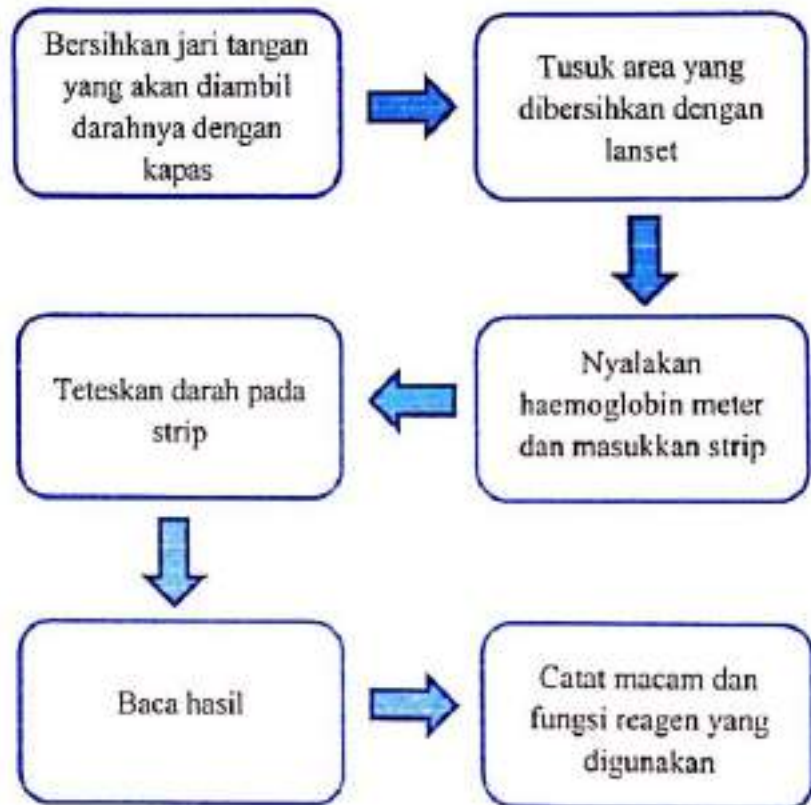 Bersihkan jari tangan
yang akan diambil
darahnya dengan
kapas
Tusuk area yang
dibersihkan dengan
lanset
Nyalakan
haemoglobin meter
dan masukkan strip
Teteskan darah pada
strip
Baca hasil
Catat macam dan
fungsi reagen yang
digunakan